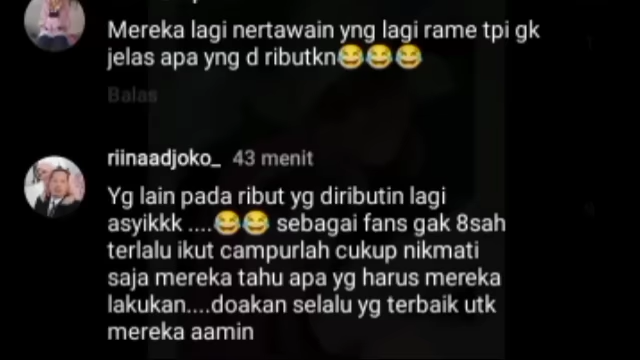 Mereka lagi nertawain yng lagi rame tpi gk
jelas apa yng d ributkn😂😂😂
Balas
riinaadjoko_ 43 menit
Yg lain pada ribut yg diributin lagi
asyikkk ....😂😂 sebagai fans gak 8sah
terlalu ikut campurlah cukup nikmati
saja mereka tahu apa yg harus mereka
lakukan....doakan selalu yg terbaik utk
mereka aamin